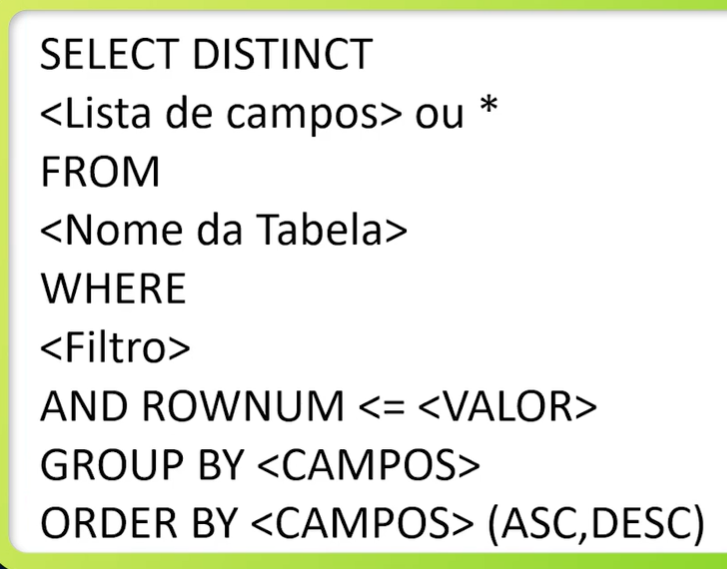 SELECT DISTINCT
<Lista de campos> ou *
FROM
<Nome da Tabela>
WHERE
<Filtro>
AND ROWNUM <= <VALOR>
GROUP BY <CAMPOS>
ORDER BY <CAMPOS> (ASC,DESC)